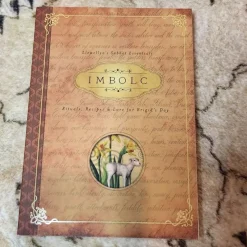 Llewellyn's Sabbat Essentials
IMBOLC
Rituals, Recipes & Lore for Brigid's Day